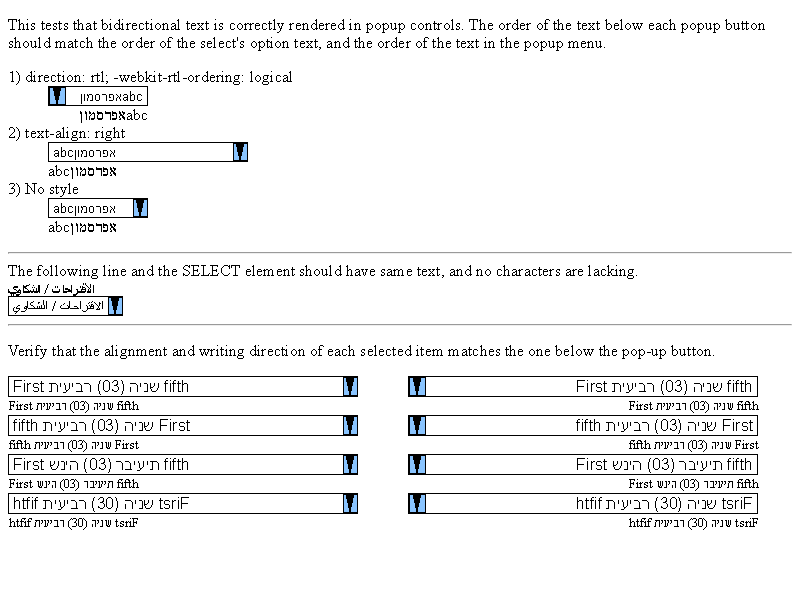 This tests that bidirectional text is correctly rendered in popup controls. The order of the text below each popup button
should match the order of the select's option text, and the order of the text in the popup menu.
1) direction: rtl; -webkit-rtl-ordering: logical
אפרסמוןabc
אפרסמוןabc
2) text-align: right
abcאפרסמון
abcאפרסמון
3) No style
abcאפרסמון
abcאפרסמון
The following line and the SELECT element should have same text, and no characters are lacking.
الاقتراحات / الشكاوي
الاقتراحات / الشكاوي
Verify that the alignment and writing direction of each selected item matches the one below the pop-up button.
First שניה (03) רביעית fifth
First שניה (03) רביעית fifth
First שניה (03) רביעית fifth
First שניה (03) רביעית fifth
fifth שניה (03) רביעית First
fifth שניה (03) רביעית First
fifth שניה (03) רביעית First
fifth שניה (03) רביעית First
First תיעיבר (03) הינש fifth
First תיעיבר (03) הינש fifth
First תיעיבר (03) הינש fifth
First תיעיבר (03) הינש fifth
htfif שניה (30) רביעית tsriF
htfif שניה (30) רביעית tsriF
htfif שניה (30) רביעית tsriF
htfif שניה (30) רביעית tsriF